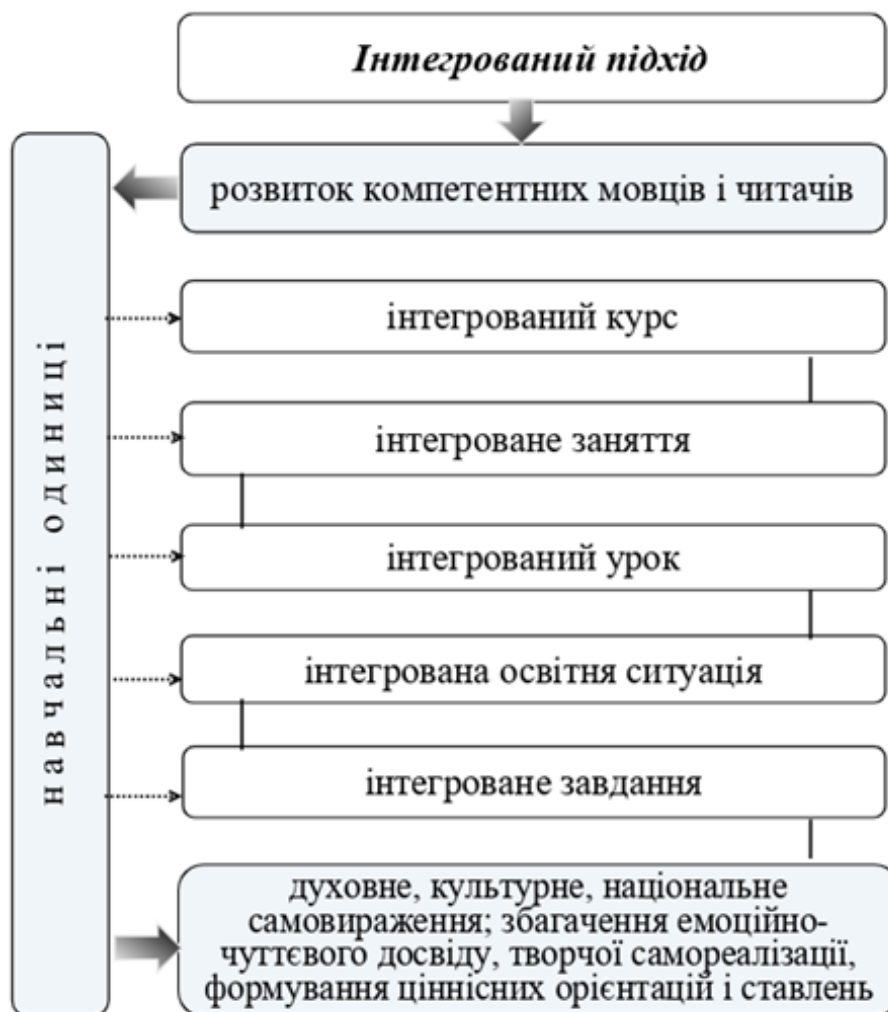 Інтегрований підхід
розвиток компетентних мовців і читачів
навчальні одиниці
інтегрований курс
інтегроване заняття
інтегрований урок
інтегрована освітня ситуація
інтегроване завдання
духовне, культурне, національне
самовираження; збагачення емоційно-
чуттєвого досвіду, творчої самореалізації,
формування ціннісних орієнтацій і ставлень